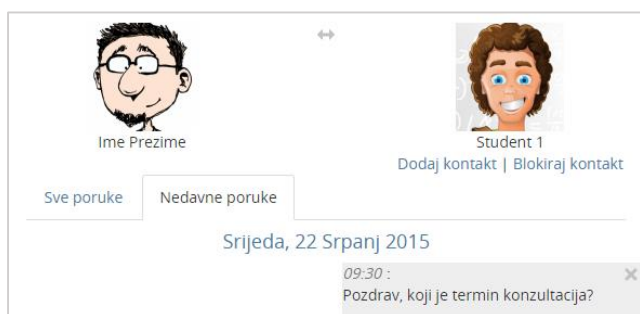 Ime Prezime
Student 1
Dodaj kontakt | Blokiraj kontakt
Sve poruke
Nedavne poruke
Srijeda, 22 Srpanj 2015
09:30 :
Pozdrav, koji je termin konzultacija?